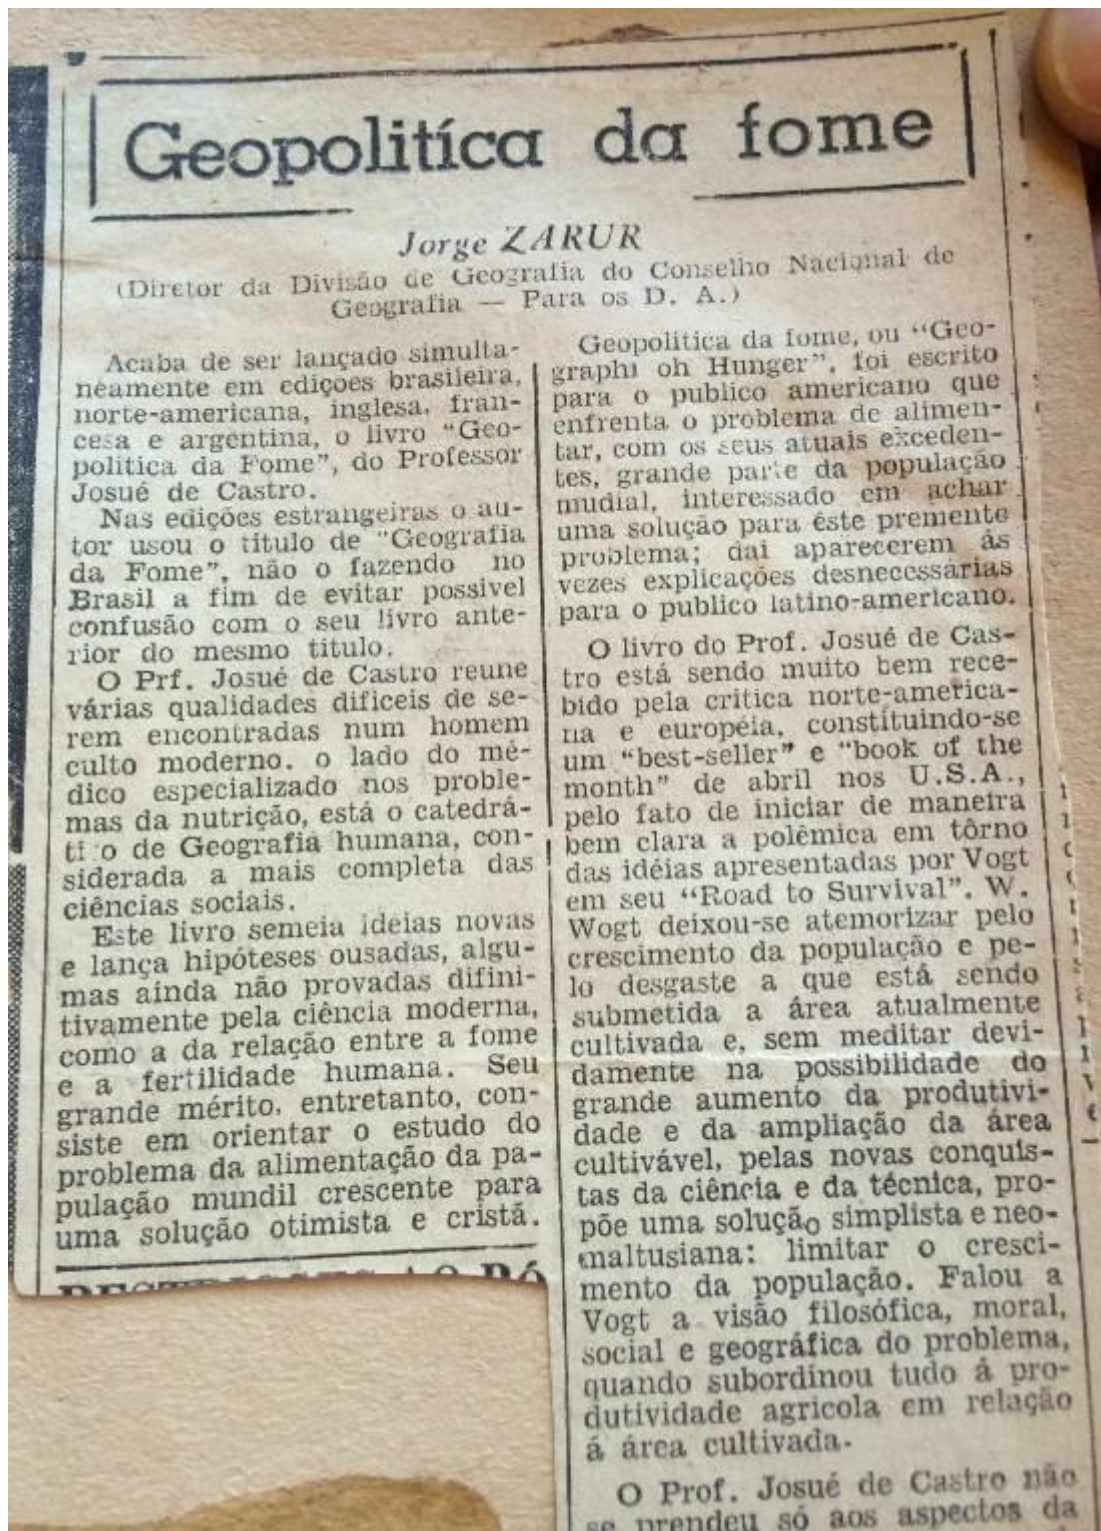 Geopolitíca da fome
Jorge ZARUR
(Diretor da Divisão de Geografia do Conselho Nacional de
Geografia — Para os D. A.)
Acaba de ser lançado simulta-
neamente em edições brasileira,
norte-americana, inglesa, fran-
cesa e argentina, o livro "Geo-
politica da Fome", do Professor
Josué de Castro.
Nas edições estrangeiras o au-
tor usou o titulo de "Geografia
da Fome", não o fazendo no
Brasil a fim de evitar possivel
confusão com o seu livro ante-
rior do mesmo titulo.
O Prf. Josué de Castro reune
várias qualidades dificeis de se-
rem encontradas num homem
culto moderno. o lado do mé-
dico especializado nos proble-
mas da nutrição, está o catedrá-
ti o de Geografia humana, con-
siderada a mais completa das
ciências sociais.
Este livro semeia ideias novas
e lança hipóteses ousadas, algu-
mas ainda não provadas difini-
tivamente pela ciência moderna,
como a da relação entre a fome
e a fertilidade humana. Seu
grande mérito, entretanto, con-
siste em orientar o estudo do
problema da alimentação da pa-
pulação mundil crescente para
uma solução otimista e cristã.
Geopolitica da fome, ou "Geo-
graphi oh Hunger", foi escrito
para o publico americano que
enfrenta o problema de alimen-
tar, com os seus atuais exceden-
tes, grande parte da população
mudial, interessado em achar
uma solução para éste premente
problema; dai aparecerem ás
vezes explicações desnecessárias
para o publico latino-americano.
O livro do Prof. Josué de Cas-
tro está sendo muito bem rece-
bido pela critica norte-america-
na e européia, constituindo-se
um "best-seller" e "book of the
month" de abril nos U.S.A.,
pelo fato de iniciar de maneira
bem clara a polêmica em tôrno
das idéias apresentadas por Vogt
em seu "Road to Survival". W.
Wogt deixou-se atemorizar pelo
crescimento da população e pe-
lo desgaste a que está sendo
submetida a área atualmente
cultivada e, sem meditar devi-
damente na possibilidade do
grande aumento da produtivi-
dade e da ampliação da área
cultivável, pelas novas conquis-
tas da ciência e da técnica, pro-
põe uma solução simplista e neo-
maltusiana: limitar o cresci-
mento da população. Falou a
Vogt a visão filosófica, moral,
social e geográfica do problema,
quando subordinou tudo á pro-
dutividade agricola em relação
á área cultivada.
O Prof. Josué de Castro não
se prendeu só aos aspectos da